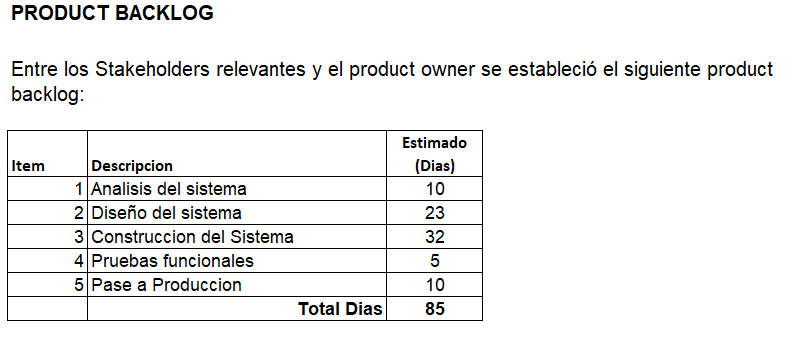 PRODUCT BACKLOG
Entre los Stakeholders relevantes y el product owner se estableció el siguiente product
backlog:
Item Descripcion Estimado (Dias)
1 Analisis del sistema 10
2 Diseño del sistema 23
3 Construccion del Sistema 32
4 Pruebas funcionales 5
5 Pase a Produccion 10
Total Dias 85